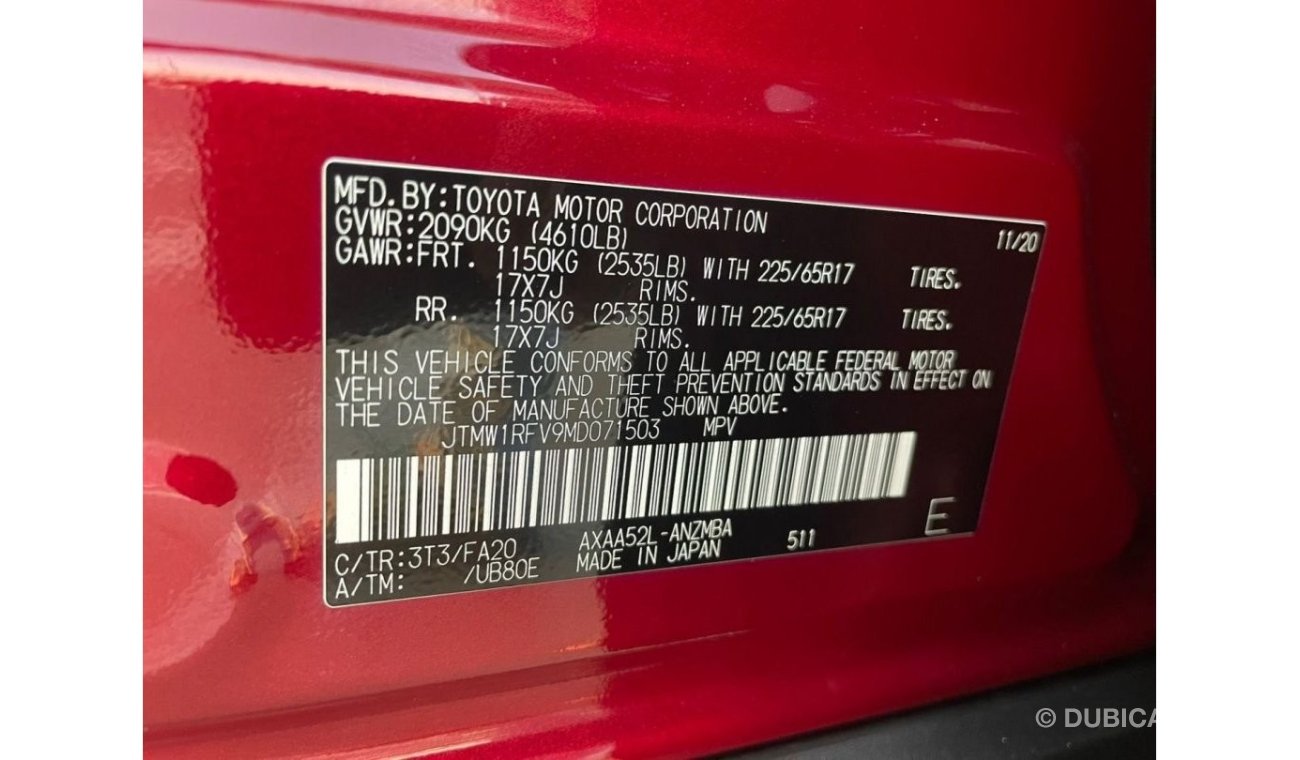 MFD.BY:TOYOTA MOTOR CORPORATION 11/20
GVWR:2090KG (4610LB)
GAWR:FRT. 1150KG (2535LB) WITH 225/65R17 TIRES.
17X7J RIMS.
RR. 1150KG (2535LB) WITH 225/65R17 TIRES.
17X7J RIMS.
THIS VEHICLE CONFORMS TO ALL APPLICABLE FEDERAL MOTOR
VEHICLE SAFETY AND THEFT PREVENTION STANDARDS IN EFFECT ON
THE DATE OF MANUFACTURE SHOWN ABOVE.
JTMW1RFV9MD071503 MPV
E
C/TR:3T3/FA20 AXAA52L-ANZMBA 511
A/TM: /UB80E MADE IN JAPAN
© DUBICA